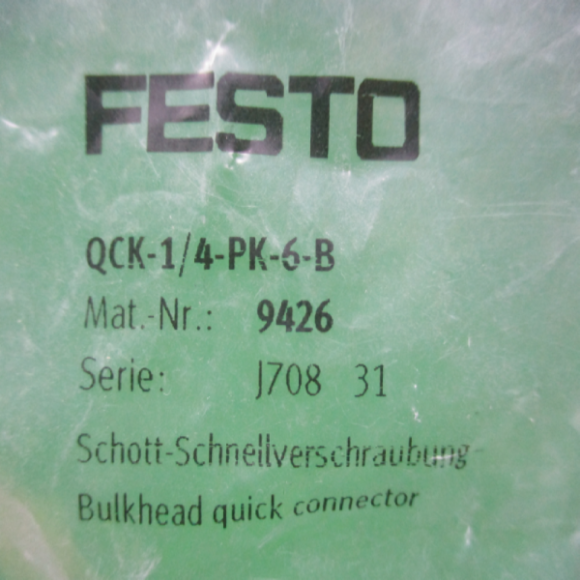 FESTO
QCK-1/4-PK-6-B
Mat.-Nr.: 9426
Serie: J708 31
Schott-Schnellverschraubung
Bulkhead quick connector